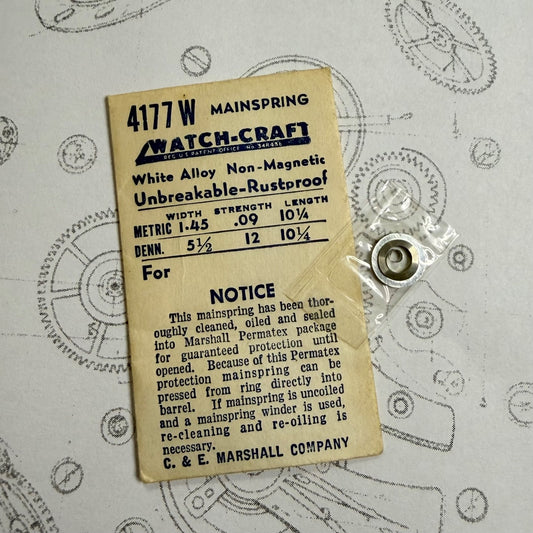 4177 W MAINSPRING
WATCH-CRAFT
REG. U.S. PATENT OFFICE No. 348451
White Alloy Non-Magnetic
Unbreakable-Rustproof
WIDTH STRENGTH LENGTH
METRIC 1.45 .09 10¼
DENN. 5½ 12 10¼
For
NOTICE
This mainspring has been thor-
oughly cleaned, oiled and sealed
into Marshall Permatex package
for guaranteed protection until
opened. Because of this Permatex
protection mainspring can be
pressed from ring directly into
barrel. If mainspring is uncoiled
and a mainspring winder is used,
re-cleaning and re-oiling is
necessary.
C. & E. MARSHALL COMPANY